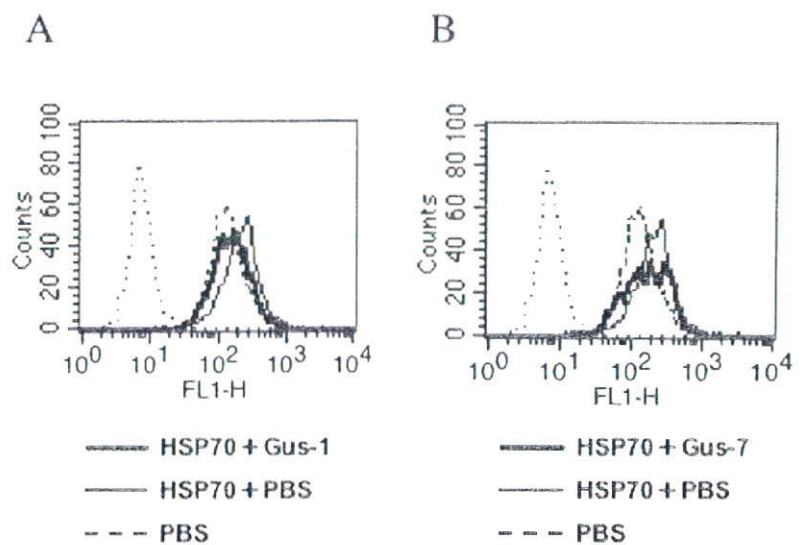 A
Counts
0 20 40 60 80 100
10^0 10^1 10^2 10^3 10^4
FL1-H
HSP70 + Gus-1
HSP70 + PBS
PBS
B
Counts
0 20 40 60 80 100
10^0 10^1 10^2 10^3 10^4
FL1-H
HSP70 + Gus-7
HSP70 + PBS
PBS